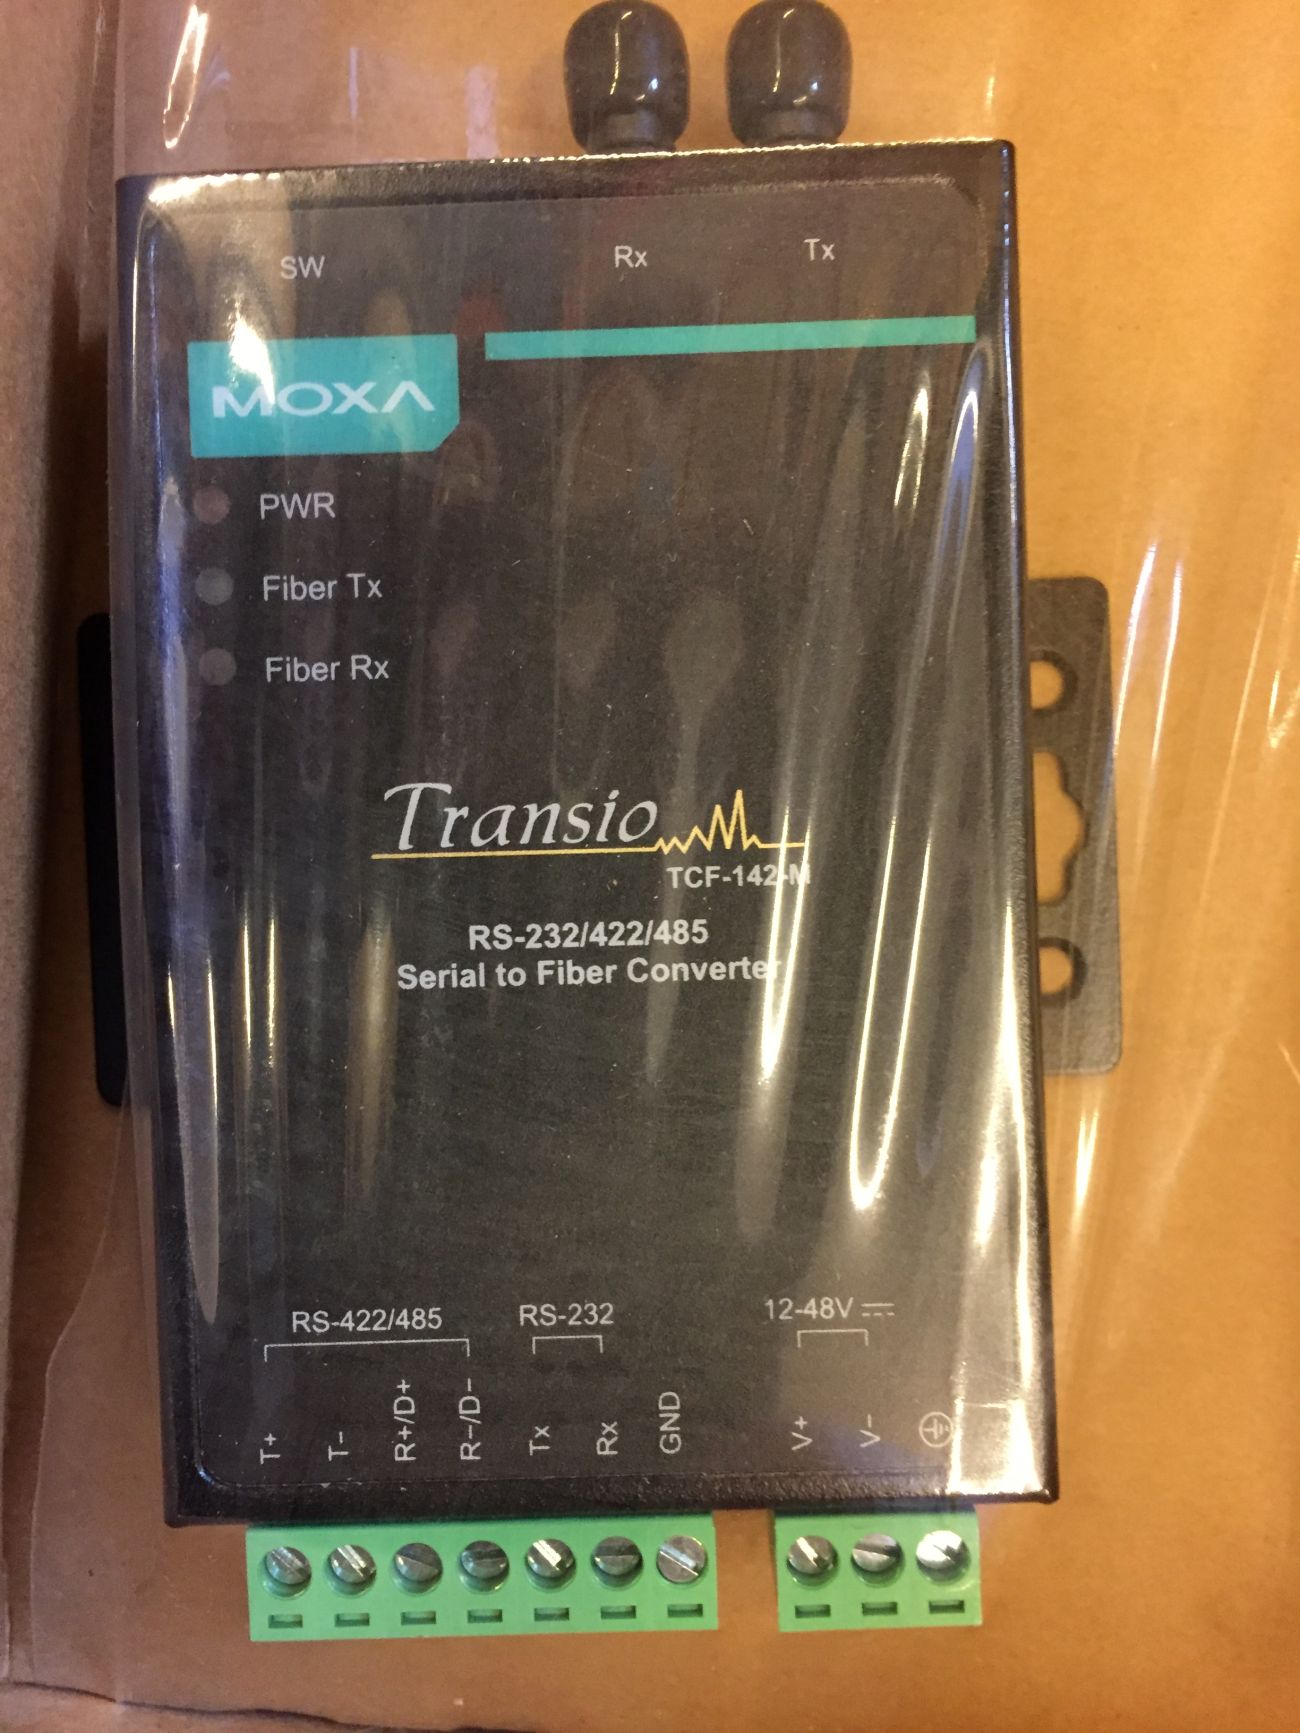 SW
Rx
Tx
MOXA
PWR
Fiber Tx
Fiber Rx
Transio
TCF-142-M
RS-232/422/485
Serial to Fiber Converter
RS-422/485
RS-232
12-48V
T+
T-
R+/D+
R-/D-
Tx
Rx
GND
V+
V-